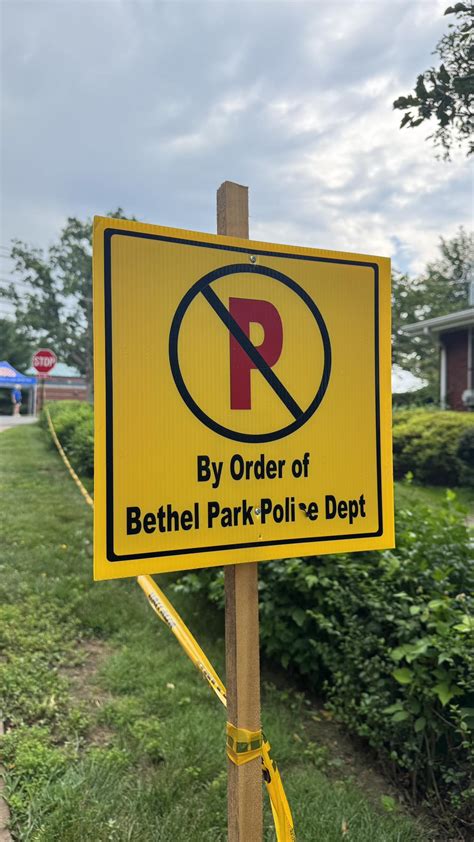 STOP
P
By Order of
Bethel Park Police Dept